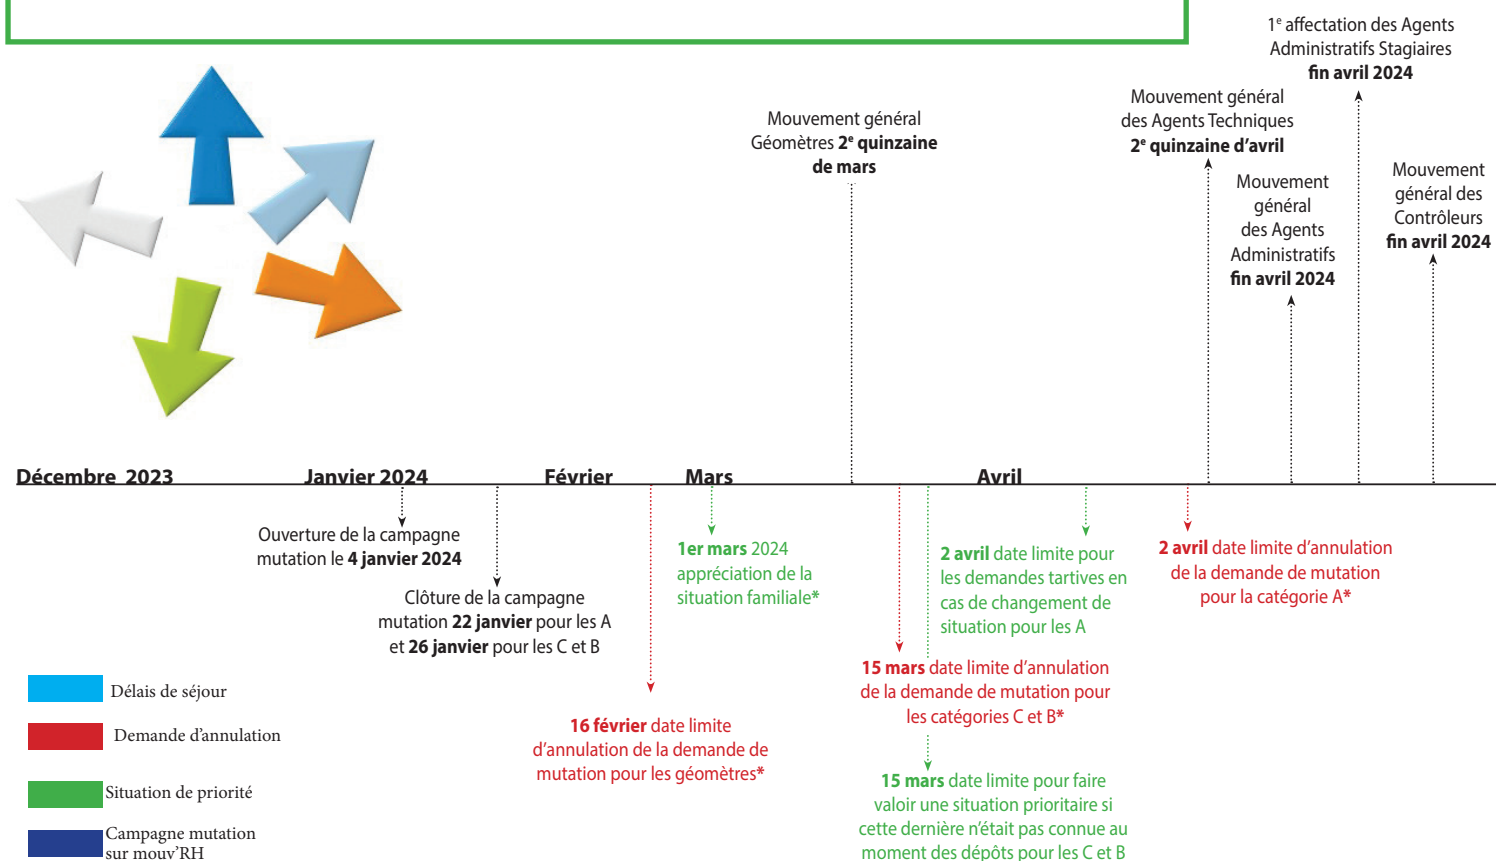 1e affectation des Agents
Administratifs Stagiaires
fin avril 2024
Mouvement général
des Agents Techniques
2e quinzaine d'avril
Mouvement général
Géomètres 2e quinzaine
de mars
Mouvement
général
des Agents
Administratifs
fin avril 2024
Mouvement
général des
Contrôleurs
fin avril 2024
Décembre 2023 Janvier 2024 Février Mars Avril
Ouverture de la campagne
mutation le 4 janvier 2024
Clôture de la campagne
mutation 22 janvier pour les A
et 26 janvier pour les C et B
16 février date limite
d'annulation de la demande de
mutation pour les géomètres*
1er mars 2024
appréciation de la
situation familiale*
15 mars date limite d'annulation
de la demande de mutation pour
les catégories C et B*
15 mars date limite pour faire
valoir une situation prioritaire si
cette dernière n'était pas connue au
moment des dépôts pour les C et B
2 avril date limite pour
les demandes tartives en
cas de changement de
situation pour les A
2 avril date limite d'annulation
de la demande de mutation
pour la catégorie A*
Délais de séjour
Demande d'annulation
Situation de priorité
Campagne mutation
sur mouv'RH